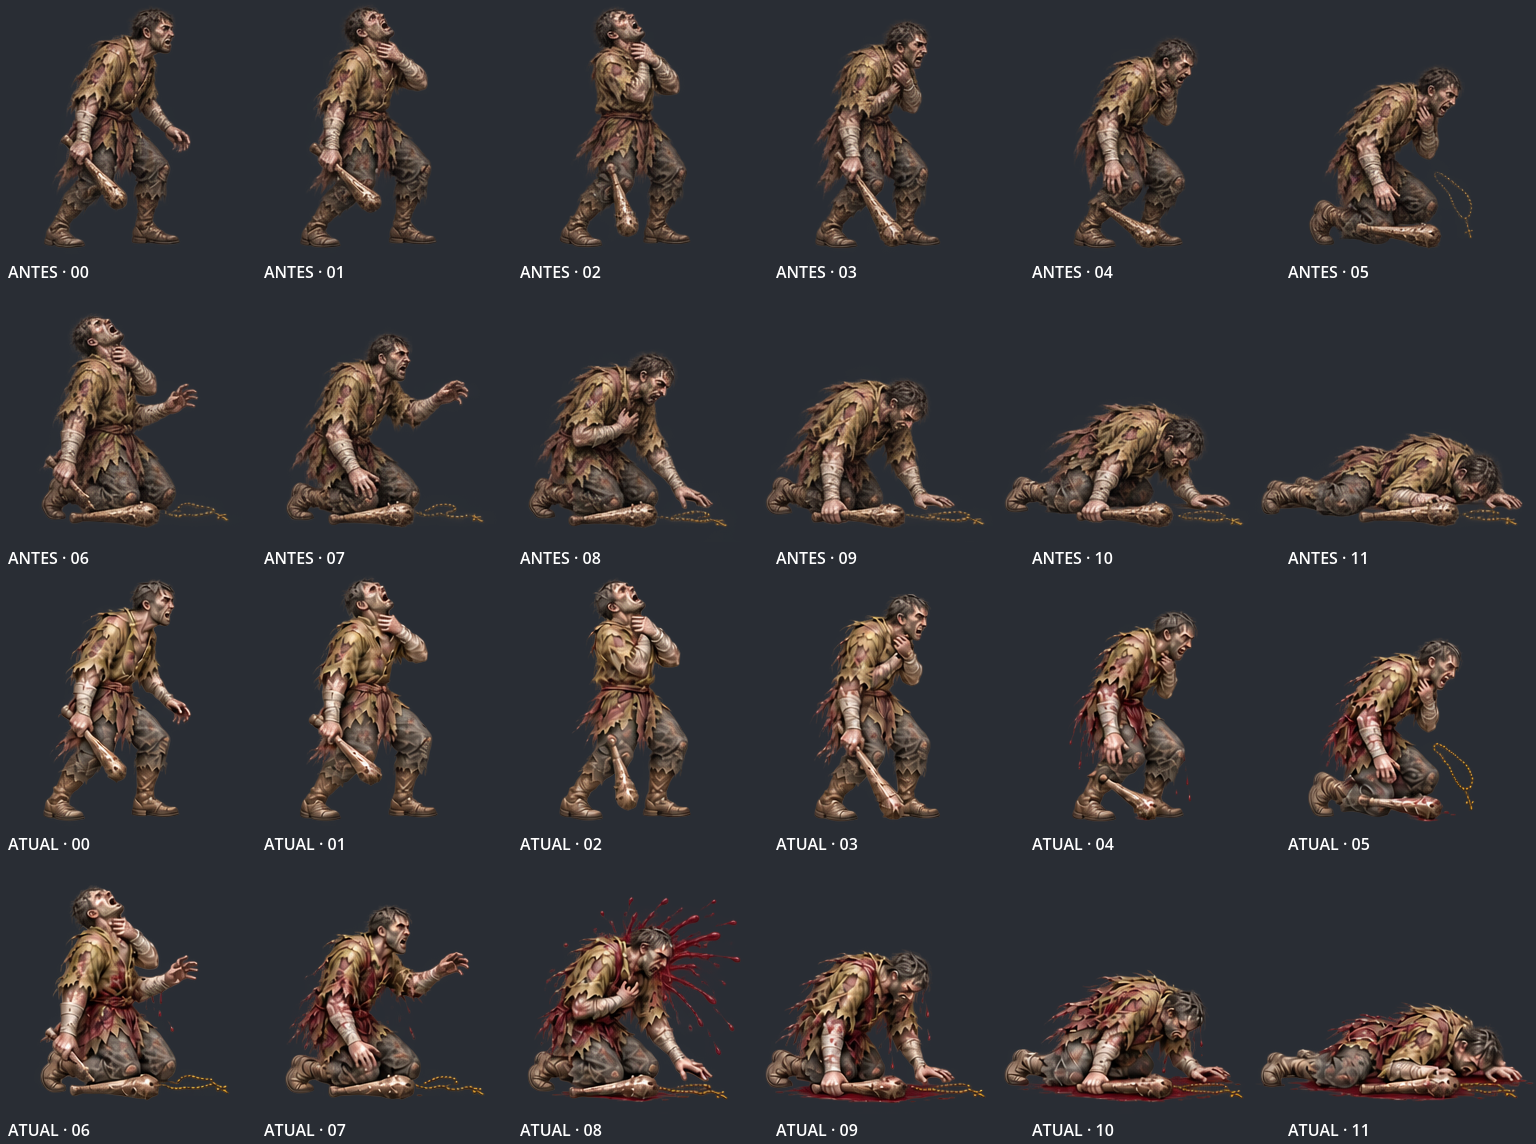 ANTES · 00
ANTES · 01
ANTES · 02
ANTES · 03
ANTES · 04
ANTES · 05
ANTES · 06
ANTES · 07
ANTES · 08
ANTES · 09
ANTES · 10
ANTES · 11
ATUAL · 00
ATUAL · 01
ATUAL · 02
ATUAL · 03
ATUAL · 04
ATUAL · 05
ATUAL · 06
ATUAL · 07
ATUAL · 08
ATUAL · 09
ATUAL · 10
ATUAL · 11